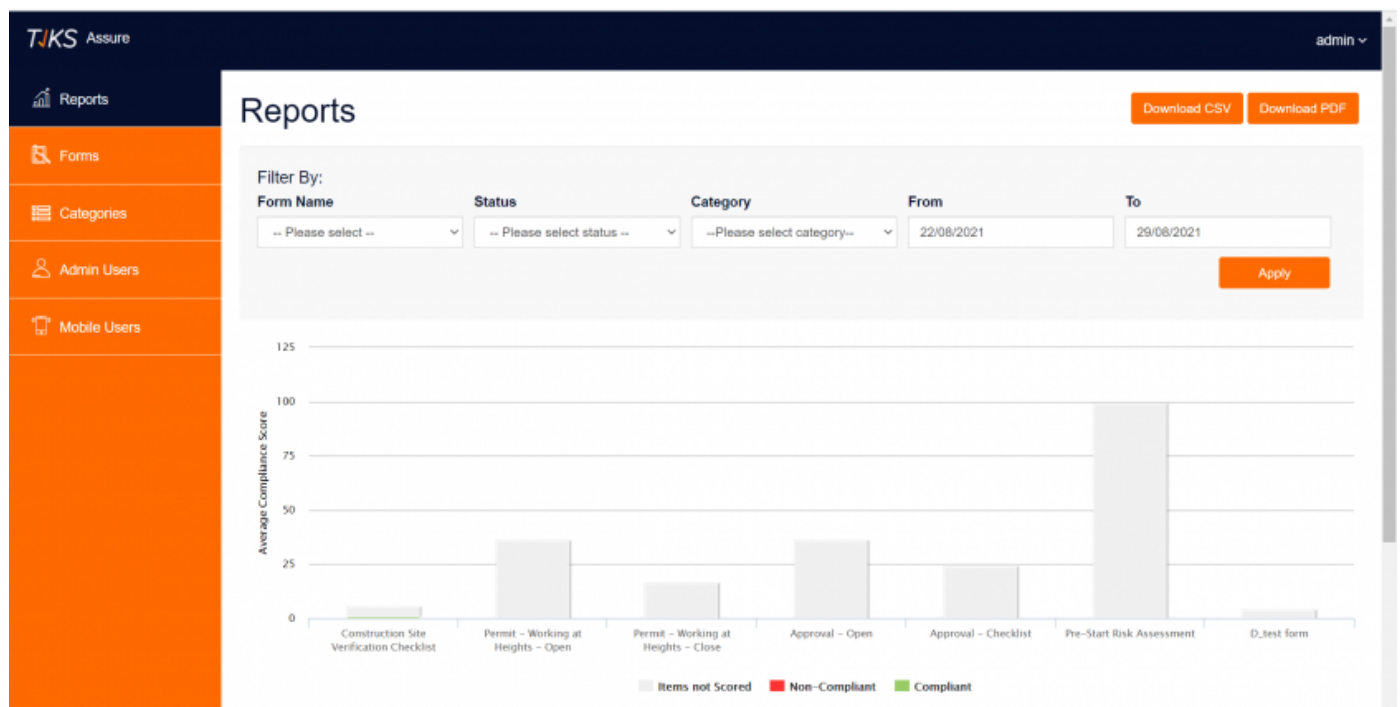 TJKS Assure
admin
Reports
Forms
Categories
Admin Users
Mobile Users
Reports
Download CSV Download PDF
Filter By:
Form Name Status Category From To
-- Please select -- -- Please select status -- --Please select category-- 22/08/2021 29/08/2021
Apply
Average Compliance Score
125
100
75
50
25
0
Construction Site
Verification Checklist
Permit - Working at
Heights - Open
Permit - Working at
Heights - Close
Approval - Open
Approval - Checklist
Pre-Start Risk Assessment
D_test form
Items not Scored Non-Compliant Compliant